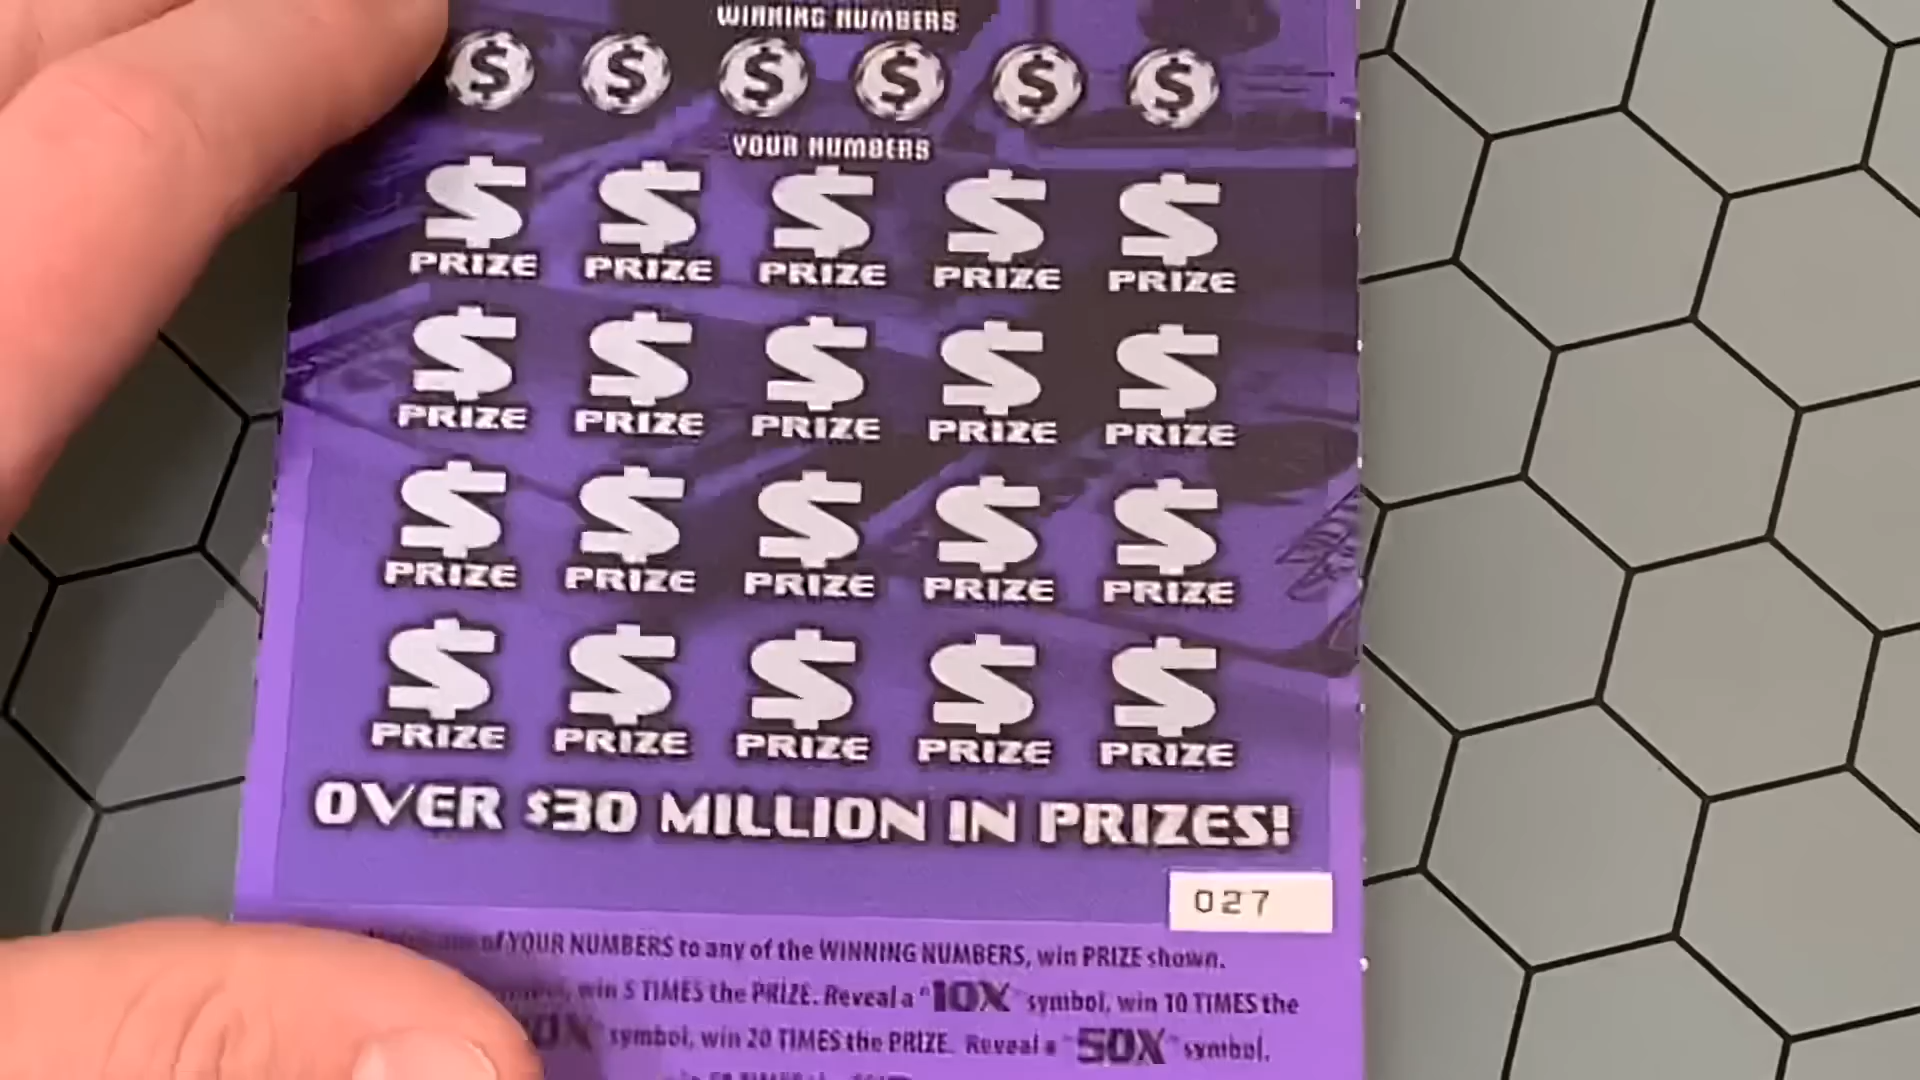 WINNING NUMBERS
$ $ $ $ $ $
YOUR NUMBERS
$ $ $ $ $
PRIZE PRIZE PRIZE PRIZE PRIZE
$ $ $ $ $
PRIZE PRIZE PRIZE PRIZE PRIZE
$ $ $ $ $
PRIZE PRIZE PRIZE PRIZE PRIZE
$ $ $ $ $
PRIZE PRIZE PRIZE PRIZE PRIZE
OVER $30 MILLION IN PRIZES!
027
of YOUR NUMBERS to any of the WINNING NUMBERS, win PRIZE shown.
win 5 TIMES the PRIZE. Reveal a "10X" symbol, win 10 TIMES the
symbol, win 20 TIMES the PRIZE. Reveal a "50X" symbol,